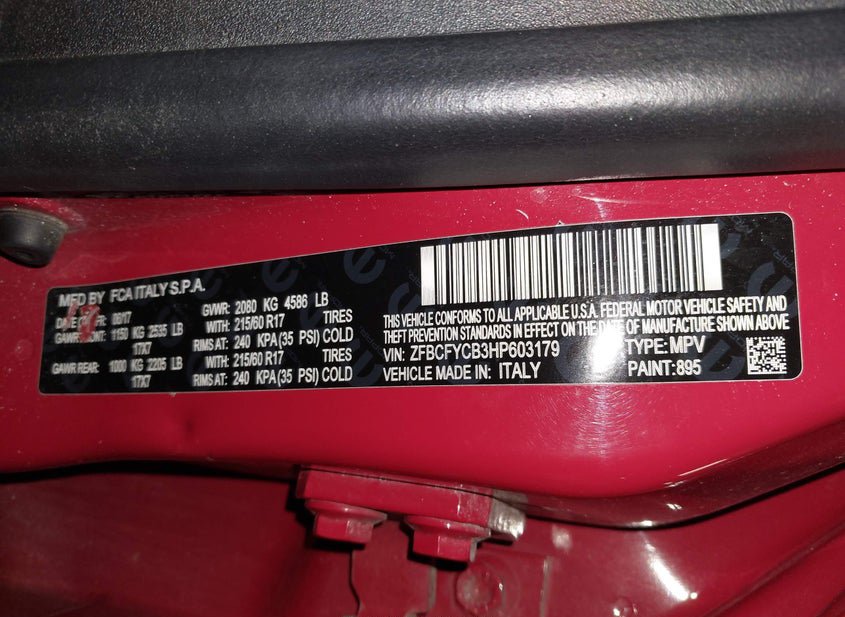 MFD BY FCA ITALY S.P.A.
DATE 06/17
GVWR: 2080 KG 4586 LB
1150 KG 2535 LB
WITH: 215/60 R17 TIRES
17X7
RIMS AT: 240 KPA (35 PSI) COLD
GAWR REAR: 1000 KG 2205 LB
WITH: 215/60 R17 TIRES
17X7
RIMS AT: 240 KPA (35 PSI) COLD
THIS VEHICLE CONFORMS TO ALL APPLICABLE U.S.A. FEDERAL MOTOR VEHICLE SAFETY AND
THEFT PREVENTION STANDARDS IN EFFECT ON THE DATE OF MANUFACTURE SHOWN ABOVE.
VIN: ZFBCFYCB3HP603179 TYPE: MPV
VEHICLE MADE IN: ITALY PAINT: 895